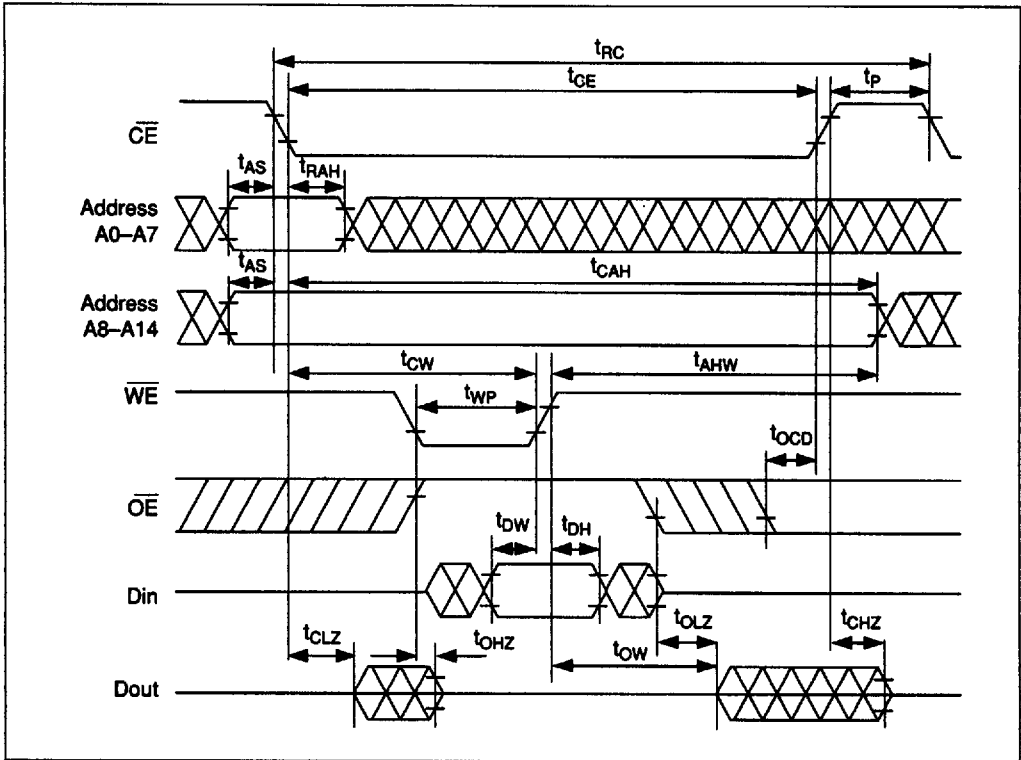 tRC
tCE
tP
CE
tAS
tRAH
Address
A0–A7
tAS
tCAH
Address
A8–A14
tCW
tAHW
WE
tWP
tOCD
OE
tDW
tDH
Din
tCLZ
tOHZ
tOLZ
tCHZ
tOW
Dout